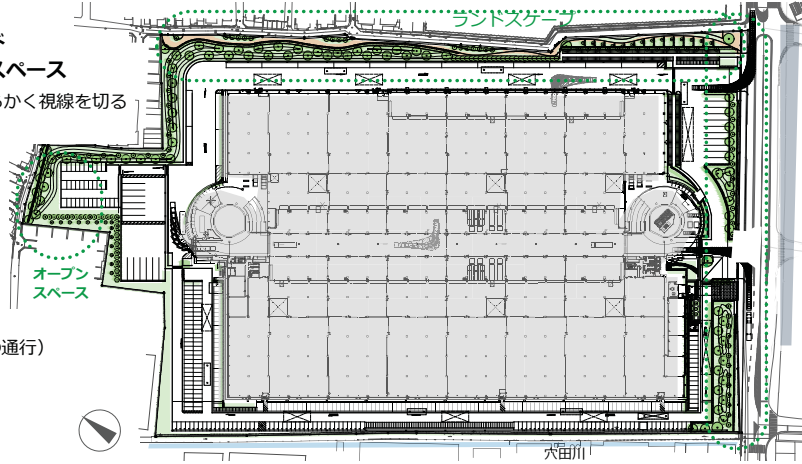 ランドスケープ
スペース
かく視線を切る
オープン
スペース
通行）
穴田川